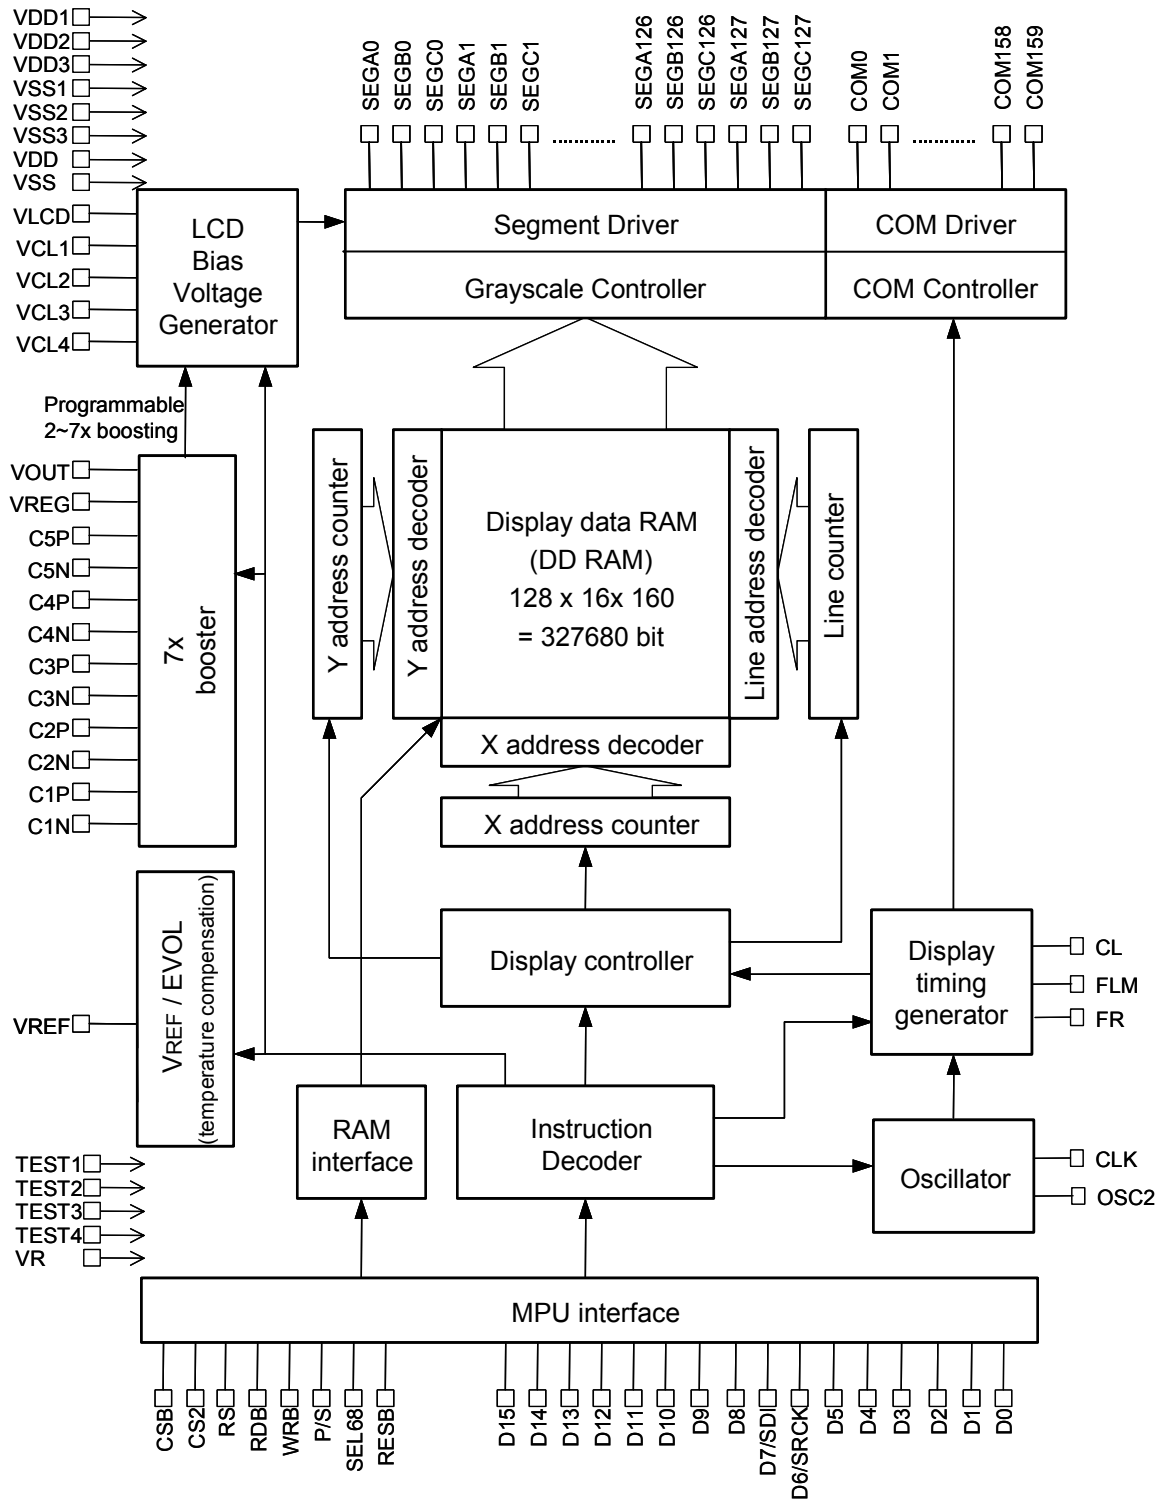 VDD1
VDD2
VDD3
VSS1
VSS2
VSS3
VDD
VSS
VLCD
VCL1
VCL2
VCL3
VCL4
SEGA0
SEGB0
SEGC0
SEGA1
SEGB1
SEGC1
SEGA126
SEGB126
SEGC126
SEGA127
SEGB127
SEGC127
COM0
COM1
COM158
COM159
LCD
Bias
Voltage
Generator
Segment Driver
COM Driver
Grayscale Controller
COM Controller
Programmable
2~7x boosting
VOUT
VREG
C5P
C5N
C4P
C4N
C3P
C3N
C2P
C2N
C1P
C1N
7x
booster
Y address counter
Y address decoder
Display data RAM
(DD RAM)
128 x 16x 160
= 327680 bit
Line address decoder
Line counter
X address decoder
X address counter
VREF / EVOL
(temperature compensation)
VREF
Display controller
Display
timing
generator
CL
FLM
FR
RAM
interface
Instruction
Decoder
Oscillator
CLK
OSC2
TEST1
TEST2
TEST3
TEST4
VR
MPU interface
CSB
CS2
RS
RDB
WRB
P/S
SEL68
RESB
D15
D14
D13
D12
D11
D10
D9
D8
D7/SDI
D6/SRCK
D5
D4
D3
D2
D1
D0